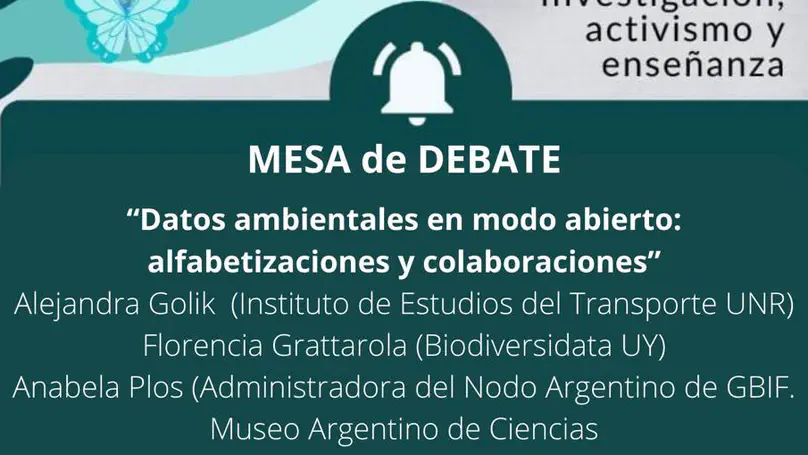 investigación,
activismo y
enseñanza
MESA de DEBATE
“Datos ambientales en modo abierto:
alfabetizaciones y colaboraciones”
Alejandra Golik (Instituto de Estudios del Transporte UNR)
Florencia Grattarola (Biodiversidata UY)
Anabela Plos (Administradora del Nodo Argentino de GBIF.
Museo Argentino de Ciencias